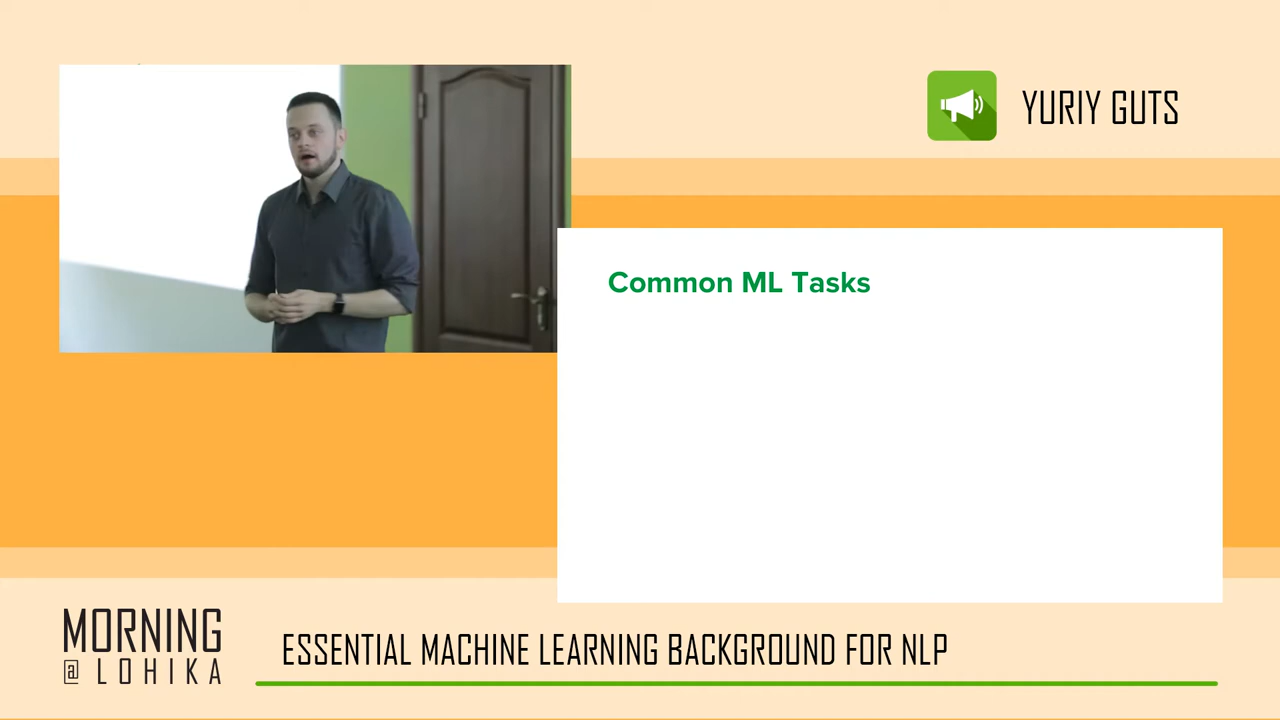 YURIY GUTS
Common ML Tasks
MORNING
@ LOHIKA
ESSENTIAL MACHINE LEARNING BACKGROUND FOR NLP